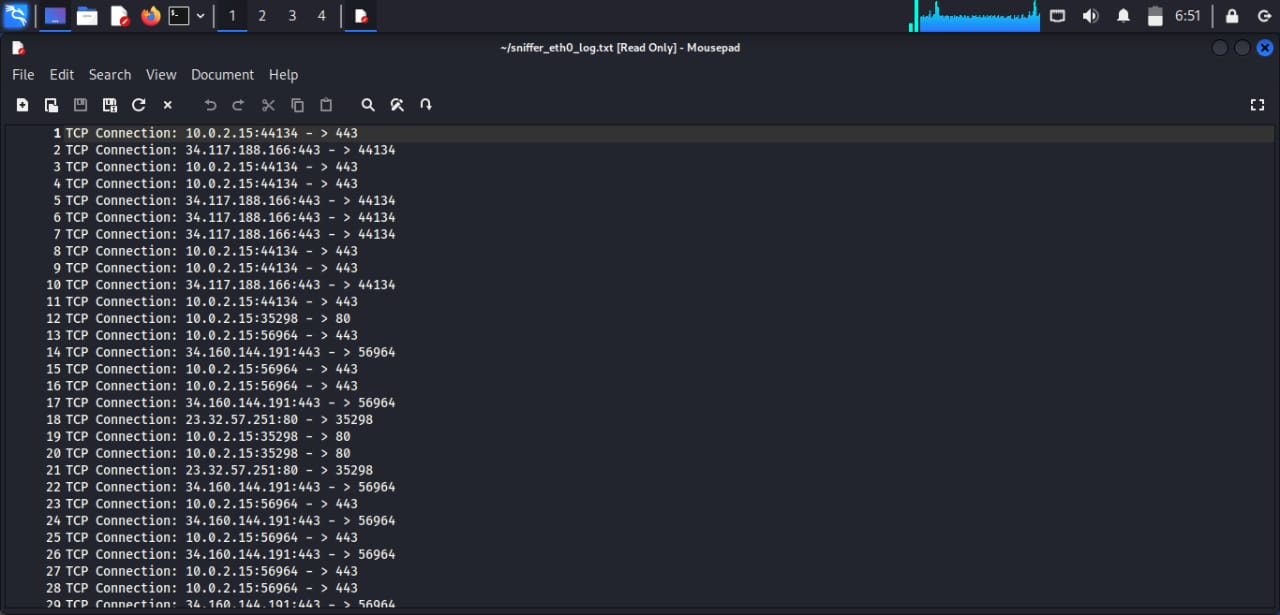 1 2 3 4
6:51
~/sniffer_eth0_log.txt [Read Only] - Mousepad
File Edit Search View Document Help
1 TCP Connection: 10.0.2.15:44134 - > 443
2 TCP Connection: 34.117.188.166:443 - > 44134
3 TCP Connection: 10.0.2.15:44134 - > 443
4 TCP Connection: 10.0.2.15:44134 - > 443
5 TCP Connection: 34.117.188.166:443 - > 44134
6 TCP Connection: 34.117.188.166:443 - > 44134
7 TCP Connection: 34.117.188.166:443 - > 44134
8 TCP Connection: 10.0.2.15:44134 - > 443
9 TCP Connection: 10.0.2.15:44134 - > 443
10 TCP Connection: 34.117.188.166:443 - > 44134
11 TCP Connection: 10.0.2.15:44134 - > 443
12 TCP Connection: 10.0.2.15:35298 - > 80
13 TCP Connection: 10.0.2.15:56964 - > 443
14 TCP Connection: 34.160.144.191:443 - > 56964
15 TCP Connection: 10.0.2.15:56964 - > 443
16 TCP Connection: 10.0.2.15:56964 - > 443
17 TCP Connection: 34.160.144.191:443 - > 56964
18 TCP Connection: 23.32.57.251:80 - > 35298
19 TCP Connection: 10.0.2.15:35298 - > 80
20 TCP Connection: 10.0.2.15:35298 - > 80
21 TCP Connection: 23.32.57.251:80 - > 35298
22 TCP Connection: 34.160.144.191:443 - > 56964
23 TCP Connection: 10.0.2.15:56964 - > 443
24 TCP Connection: 34.160.144.191:443 - > 56964
25 TCP Connection: 10.0.2.15:56964 - > 443
26 TCP Connection: 34.160.144.191:443 - > 56964
27 TCP Connection: 10.0.2.15:56964 - > 443
28 TCP Connection: 10.0.2.15:56964 - > 443
29 TCP Connection: 34.160.144.191:443 - > 56964